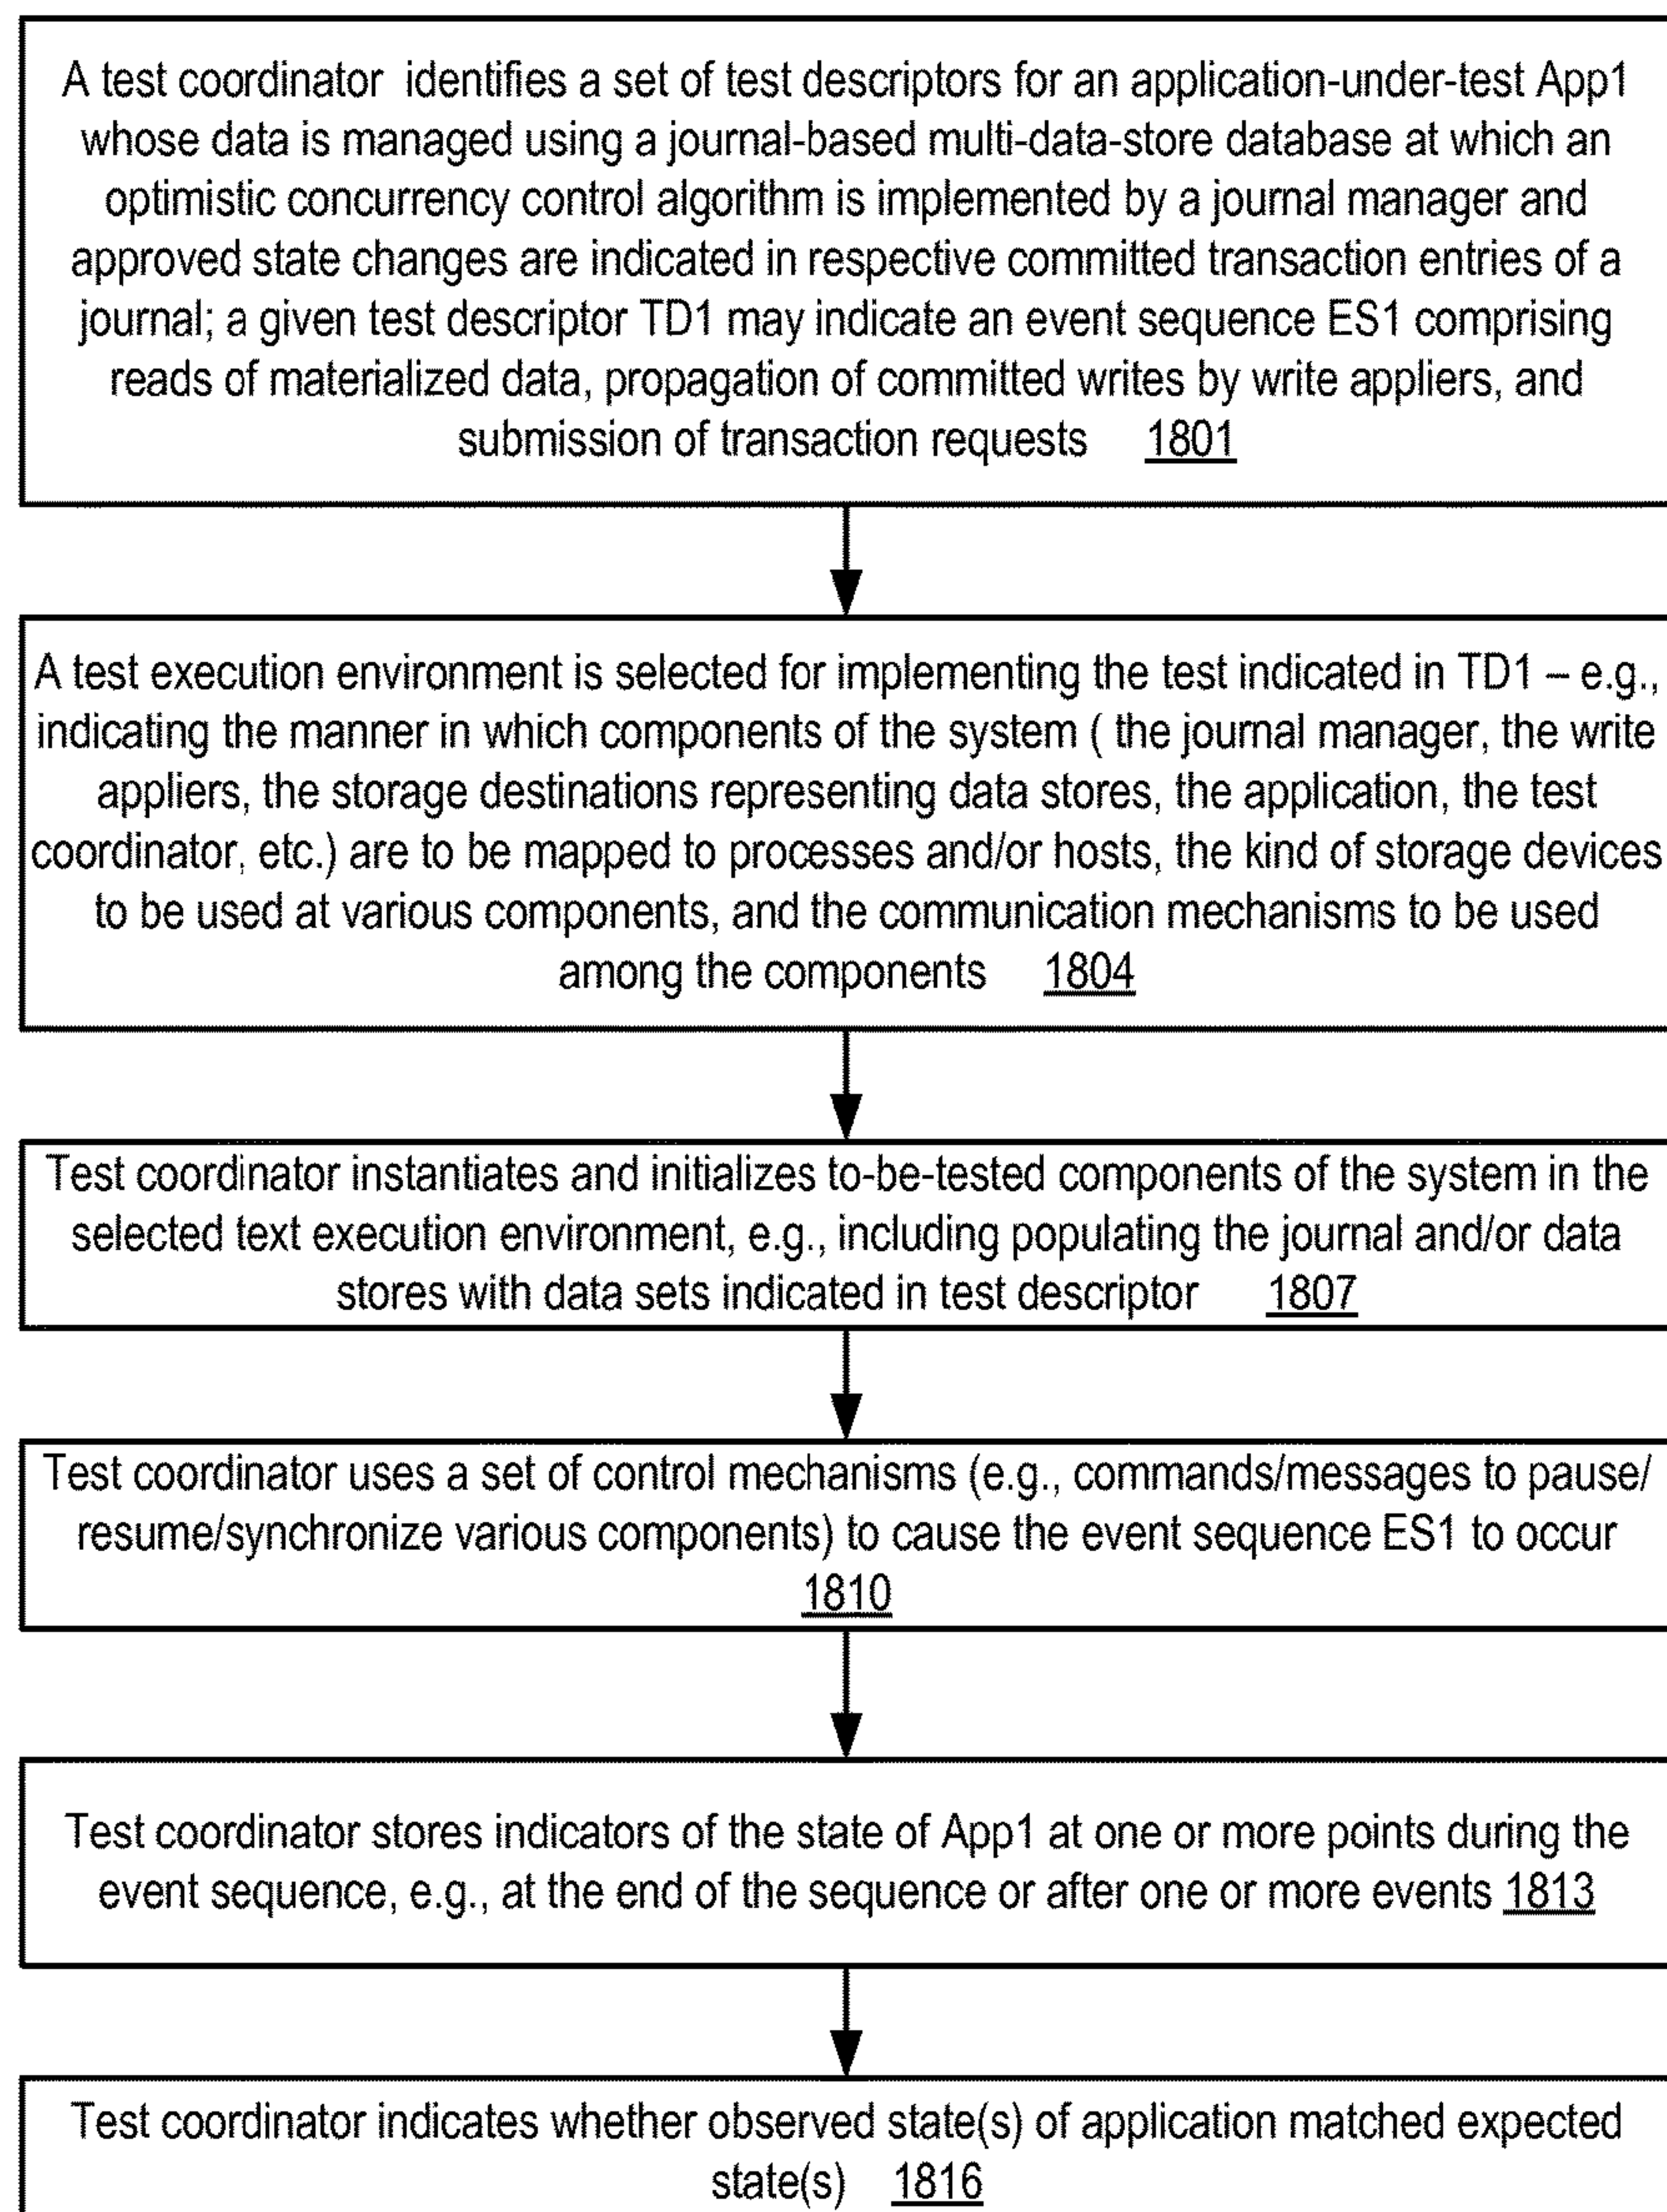 A test coordinator identifies a set of test descriptors for an application-under-test App1
whose data is managed using a journal-based multi-data-store database at which an
optimistic concurrency control algorithm is implemented by a journal manager and
approved state changes are indicated in respective committed transaction entries of a
journal; a given test descriptor TD1 may indicate an event sequence ES1 comprising
reads of materialized data, propagation of committed writes by write appliers, and
submission of transaction requests 1801
A test execution environment is selected for implementing the test indicated in TD1 – e.g.,
indicating the manner in which components of the system ( the journal manager, the write
appliers, the storage destinations representing data stores, the application, the test
coordinator, etc.) are to be mapped to processes and/or hosts, the kind of storage devices
to be used at various components, and the communication mechanisms to be used
among the components 1804
Test coordinator instantiates and initializes to-be-tested components of the system in the
selected text execution environment, e.g., including populating the journal and/or data
stores with data sets indicated in test descriptor 1807
Test coordinator uses a set of control mechanisms (e.g., commands/messages to pause/
resume/synchronize various components) to cause the event sequence ES1 to occur
1810
Test coordinator stores indicators of the state of App1 at one or more points during the
event sequence, e.g., at the end of the sequence or after one or more events 1813
Test coordinator indicates whether observed state(s) of application matched expected
state(s) 1816